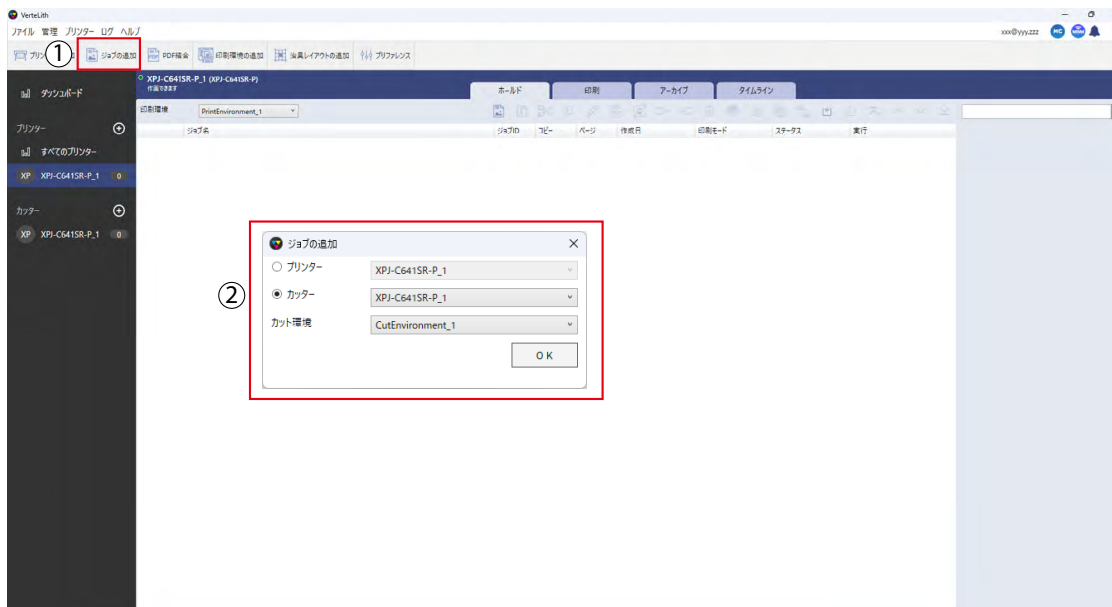 VerteLith
ファイル 管理 プリンター ログ ヘルプ
xxx@yyy.zzz MC
① ジョブの追加 PDF検査 印刷環境の追加 治具レイアウトの追加 プリファレンス
ダッシュボード
XPJ-C641SR-P_1 (XPJ-C641SR-P)
作画できます
ホールド 印刷 アーカイブ タイムライン
印刷環境 PrintEnvironment_1
ジョブ名 ジョブID コピー ページ 作成日 印刷モード ステータス 実行
プリンター
すべてのプリンター
XP XPJ-C641SR-P_1 0
カッター
XP XPJ-C641SR-P_1 0
②
ジョブの追加
プリンター XPJ-C641SR-P_1
カッター XPJ-C641SR-P_1
カット環境 CutEnvironment_1
OK